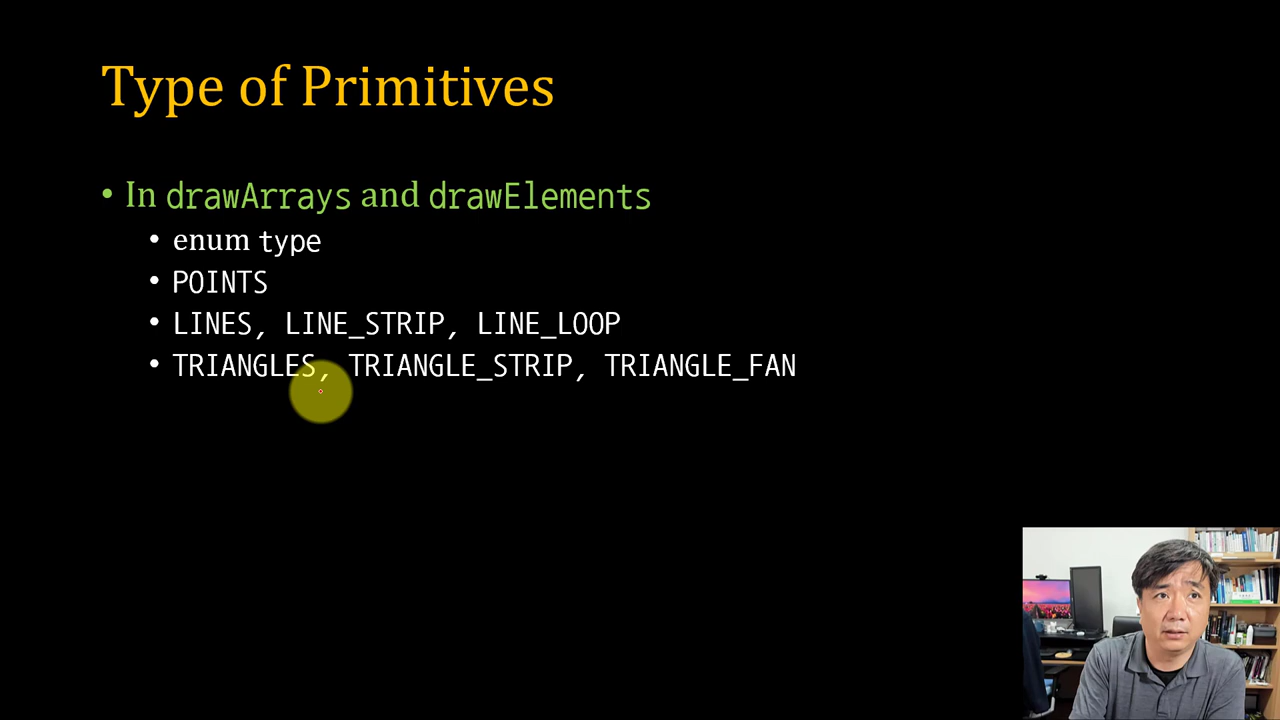 Type of Primitives
• In drawArrays and drawElements
• enum type
• POINTS
• LINES, LINE_STRIP, LINE_LOOP
• TRIANGLES, TRIANGLE_STRIP, TRIANGLE_FAN